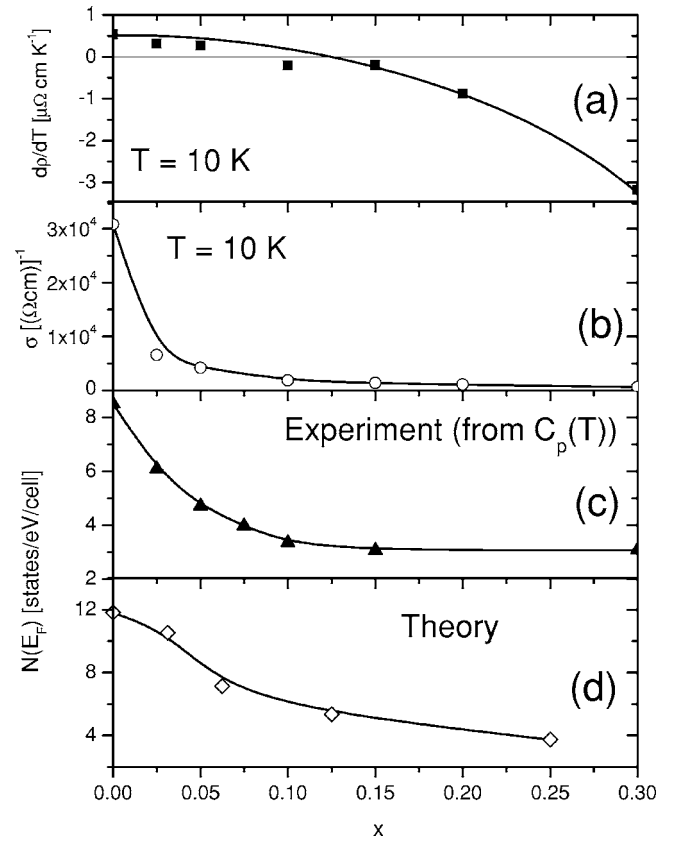 1
0
-1
-2
-3
dρ/dT [μΩ cm K⁻¹]
(a)
T = 10 K
3x10⁴
2x10⁴
1x10⁴
0
σ [(Ωcm)]⁻¹
T = 10 K
(b)
8
6
4
2
Experiment (from Cₚ(T))
(c)
N(E_F) [states/eV/cell]
12
8
4
Theory
(d)
0.00 0.05 0.10 0.15 0.20 0.25 0.30
x